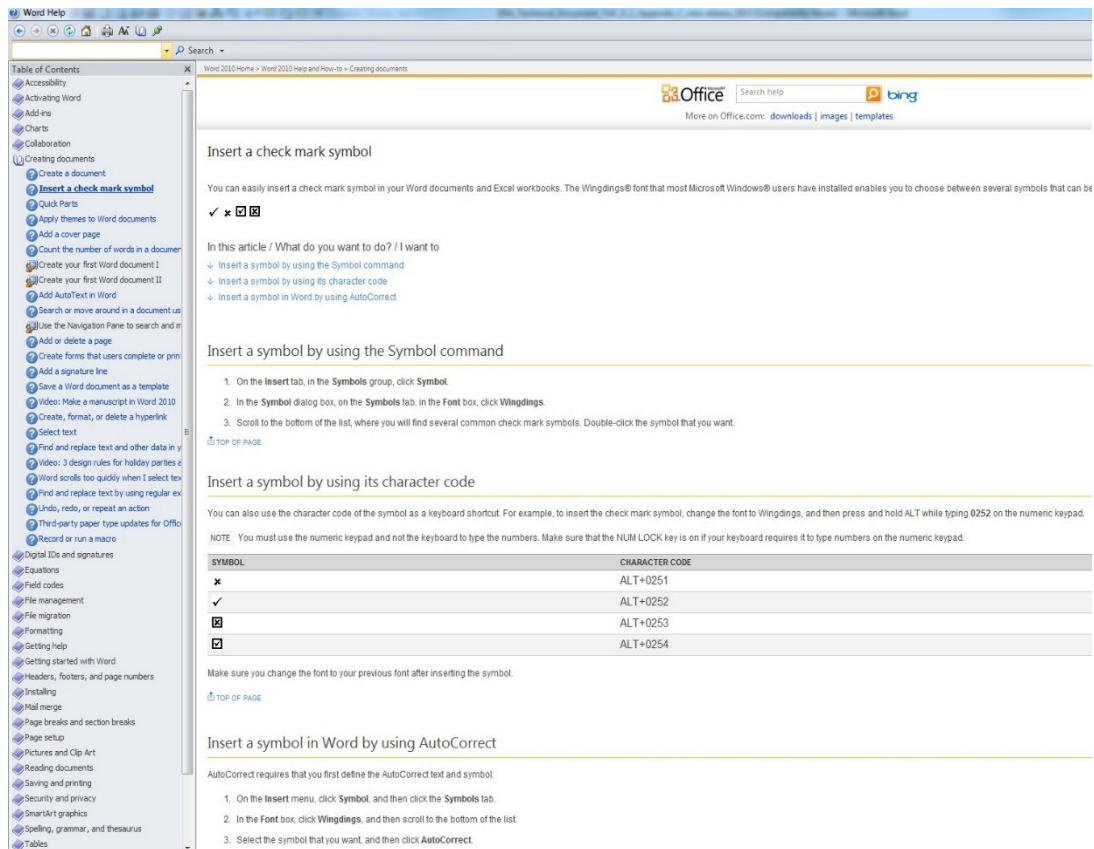 Word Help
Search
Table of Contents
Accessibility
Activating Word
Add-ins
Charts
Collaboration
Creating documents
Create a document
Insert a check mark symbol
Quick Parts
Apply themes to Word documents
Add a cover page
Count the number of words in a documen
Create your first Word document I
Create your first Word document II
Add AutoText in Word
Search or move around in a document us
Use the Navigation Pane to search and m
Add or delete a page
Create forms that users complete or prin
Add a signature line
Save a Word document as a template
Video: Make a manuscript in Word 2010
Create, format, or delete a hyperlink
Select text
Find and replace text and other data in y
Video: 3 design rules for holiday parties a
Word scrolls too quickly when I select tex
Find and replace text by using regular ex
Undo, redo, or repeat an action
Third-party paper type updates for Offic
Record or run a macro
Digital IDs and signatures
Equations
Field codes
File management
File migration
Formatting
Getting help
Getting started with Word
Headers, footers, and page numbers
Installing
Mail merge
Page breaks and section breaks
Page setup
Pictures and Clip Art
Reading documents
Saving and printing
Security and privacy
SmartArt graphics
Spelling, grammar, and thesaurus
Tables
Word 2010 Home > Word 2010 Help and How-to > Creating documents
Office Search help bing
More on Office.com: downloads | images | templates
Insert a check mark symbol
You can easily insert a check mark symbol in your Word documents and Excel workbooks. The Wingdings® font that most Microsoft Windows® users have installed enables you to choose between several symbols that can be
In this article / What do you want to do? / I want to
↓ Insert a symbol by using the Symbol command
↓ Insert a symbol by using its character code
↓ Insert a symbol in Word by using AutoCorrect
Insert a symbol by using the Symbol command
1. On the Insert tab, in the Symbols group, click Symbol.
2. In the Symbol dialog box, on the Symbols tab, in the Font box, click Wingdings.
3. Scroll to the bottom of the list, where you will find several common check mark symbols. Double-click the symbol that you want.
TOP OF PAGE
Insert a symbol by using its character code
You can also use the character code of the symbol as a keyboard shortcut. For example, to insert the check mark symbol, change the font to Wingdings, and then press and hold ALT while typing 0252 on the numeric keypad.
NOTE You must use the numeric keypad and not the keyboard to type the numbers. Make sure that the NUM LOCK key is on if your keyboard requires it to type numbers on the numeric keypad.
SYMBOL CHARACTER CODE
ALT+0251
✓ ALT+0252
ALT+0253
ALT+0254
Make sure you change the font to your previous font after inserting the symbol.
TOP OF PAGE
Insert a symbol in Word by using AutoCorrect
AutoCorrect requires that you first define the AutoCorrect text and symbol.
1. On the Insert menu, click Symbol, and then click the Symbols tab.
2. In the Font box, click Wingdings, and then scroll to the bottom of the list.
3. Select the symbol that you want, and then click AutoCorrect.